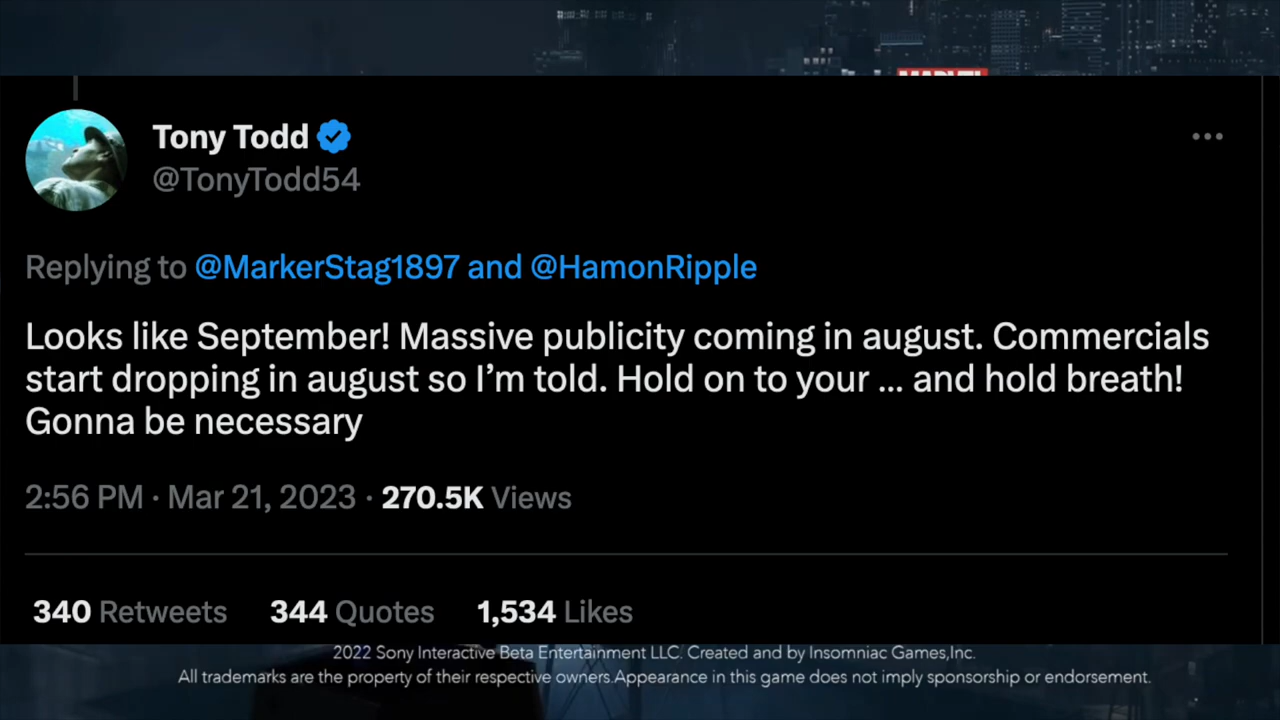 MARVEL
Tony Todd
@TonyTodd54
Replying to @MarkerStag1897 and @HamonRipple
Looks like September! Massive publicity coming in august. Commercials
start dropping in august so I’m told. Hold on to your ... and hold breath!
Gonna be necessary
2:56 PM · Mar 21, 2023 · 270.5K Views
340 Retweets 344 Quotes 1,534 Likes
2022 Sony Interactive Beta Entertainment LLC. Created and by Insomniac Games,Inc.
All trademarks are the property of their respective owners.Appearance in this game does not imply sponsorship or endorsement.